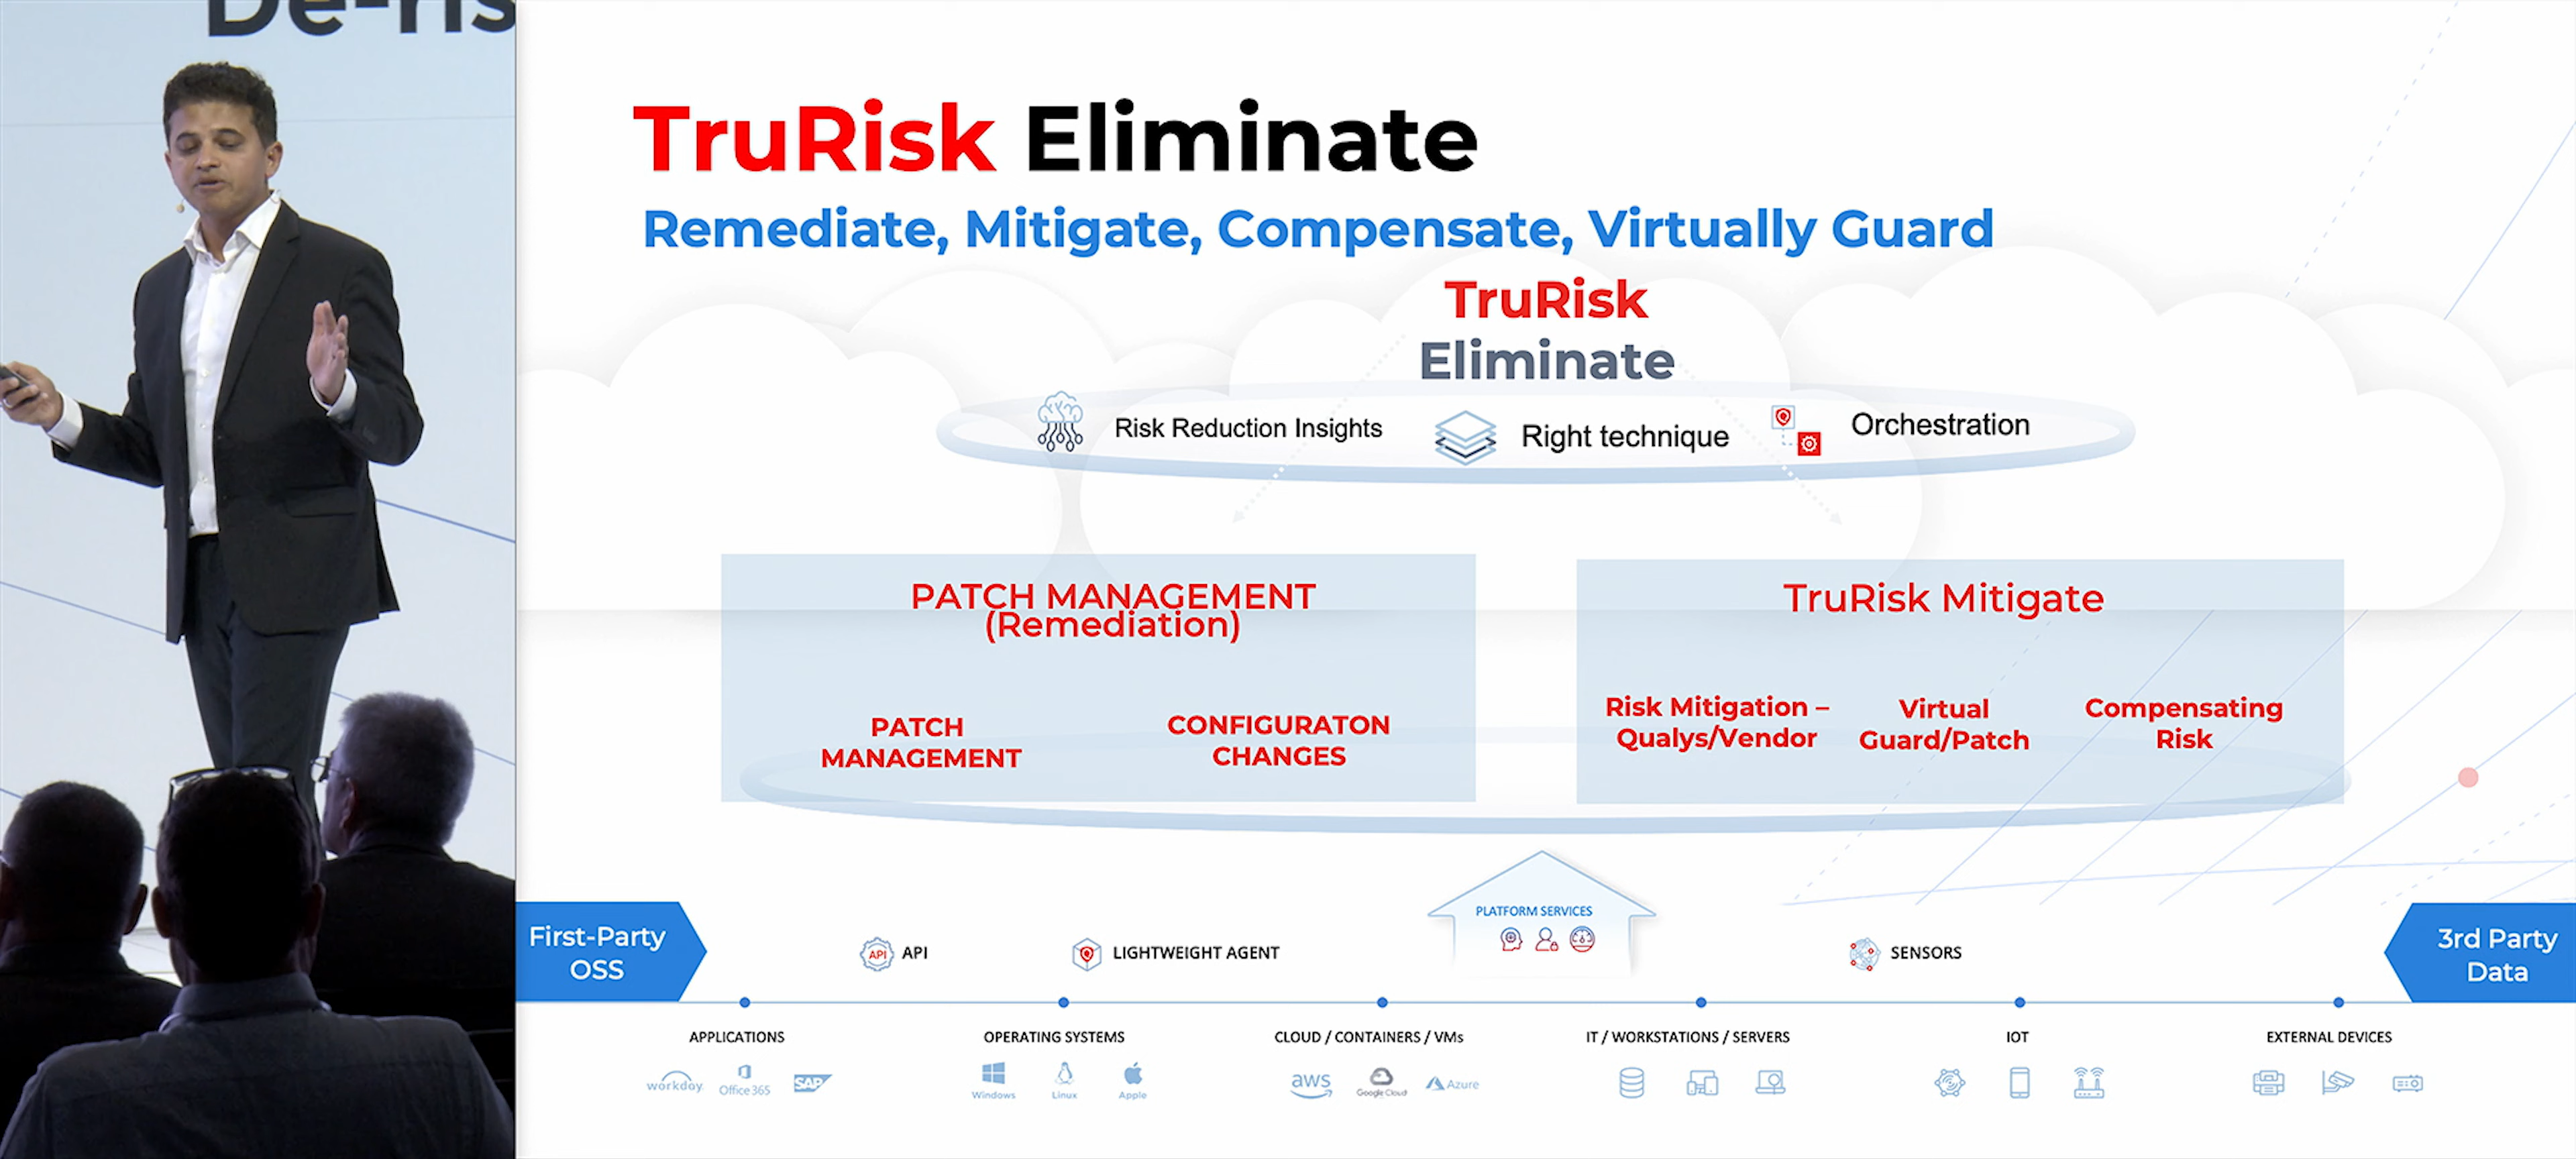 De-ris
TruRisk Eliminate
Remediate, Mitigate, Compensate, Virtually Guard
TruRisk
Eliminate
Risk Reduction Insights
Right technique
Orchestration
PATCH MANAGEMENT
(Remediation)
PATCH
MANAGEMENT
CONFIGURATON
CHANGES
TruRisk Mitigate
Risk Mitigation –
Qualys/Vendor
Virtual
Guard/Patch
Compensating
Risk
PLATFORM SERVICES
First-Party
OSS
API
API
LIGHTWEIGHT AGENT
SENSORS
3rd Party
Data
APPLICATIONS
OPERATING SYSTEMS
CLOUD / CONTAINERS / VMs
IT / WORKSTATIONS / SERVERS
IOT
EXTERNAL DEVICES
workday.
Office 365
SAP
Windows
Linux
Apple
aws
Google Cloud
Azure